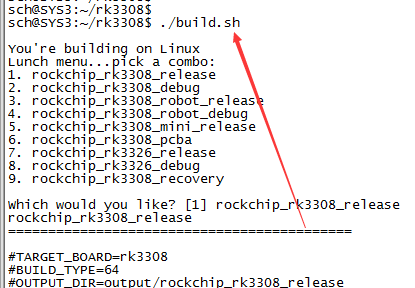 sch@SYS3:~/rk3308$
sch@SYS3:~/rk3308$ ./build.sh
You're building on Linux
Lunch menu...pick a combo:
1. rockchip_rk3308_release
2. rockchip_rk3308_debug
3. rockchip_rk3308_robot_release
4. rockchip_rk3308_robot_debug
5. rockchip_rk3308_mini_release
6. rockchip_rk3308_pcba
7. rockchip_rk3326_release
8. rockchip_rk3326_debug
9. rockchip_rk3308_recovery
Which would you like? [1] rockchip_rk3308_release
rockchip_rk3308_release
===========================================
#TARGET_BOARD=rk3308
#BUILD_TYPE=64
#OUTPUT_DIR=output/rockchip_rk3308_release